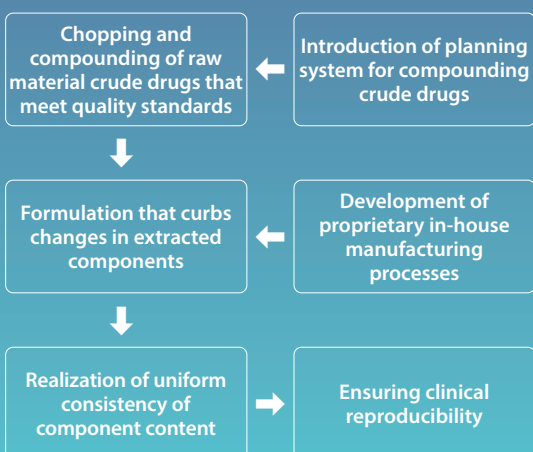 Chopping and
compounding of raw
material crude drugs that
meet quality standards
Introduction of planning
system for compounding
crude drugs
Formulation that curbs
changes in extracted
components
Development of
proprietary in-house
manufacturing
processes
Realization of uniform
consistency of
component content
Ensuring clinical
reproducibility